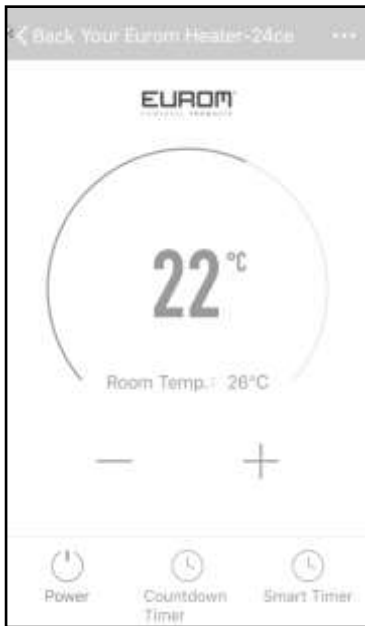 Back Your Eurom Heater-24ce ...
EUROM
22 °C
Room Temp.: 26°C
— +
Power Countdown Timer Smart Timer